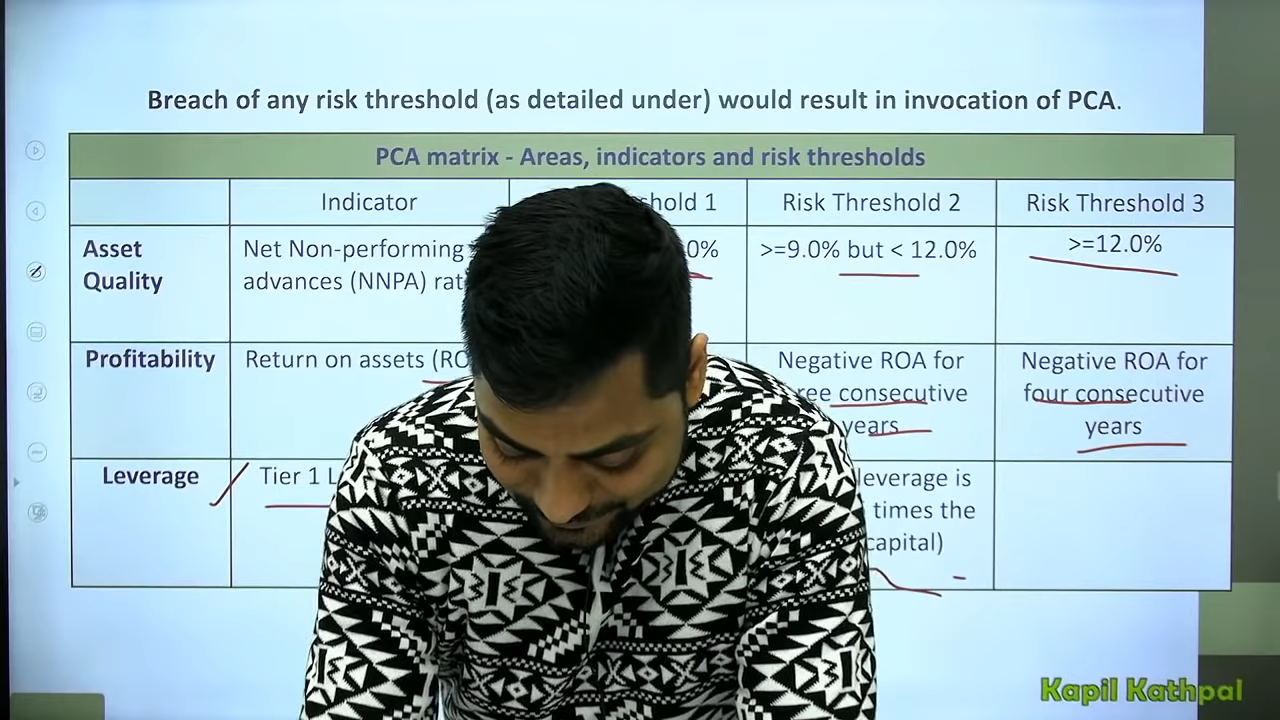 Breach of any risk threshold (as detailed under) would result in invocation of PCA.
PCA matrix - Areas, indicators and risk thresholds
Indicator
1
Risk Threshold 2
Risk Threshold 3
Asset
Quality
Net Non-performing
advances (NNPA)
>=9.0% but < 12.0%
>=12.0%
Profitability
Return on assets
Negative ROA for
consecutive
years
Negative ROA for
four consecutive
years
Leverage
Tier 1
leverage is
times the
capital)
Kapil Kathpal